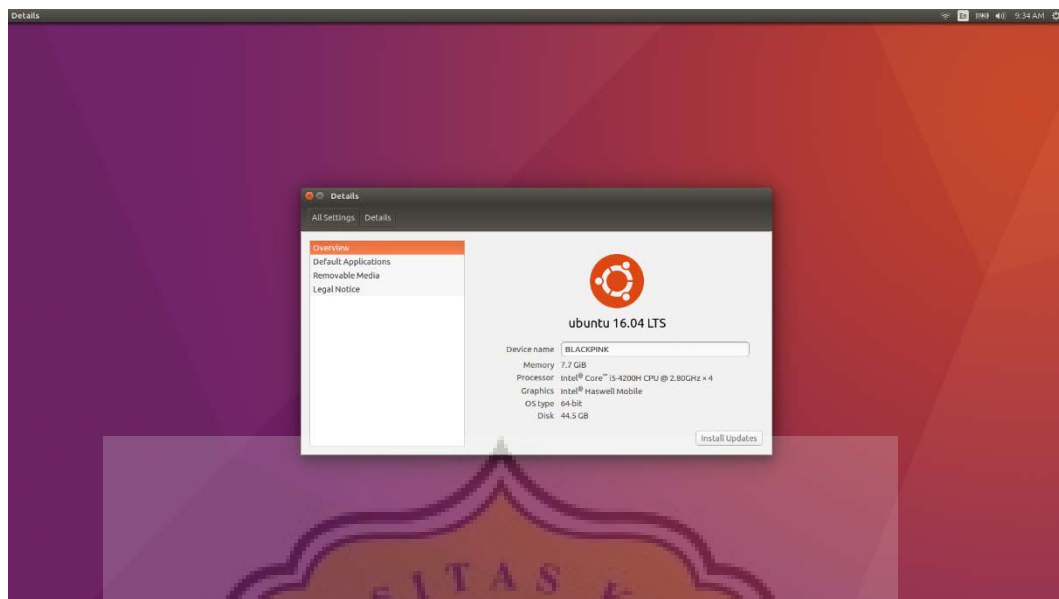 Details
En 9:34 AM
Details
All Settings Details
Overview
Default Applications
Removable Media
Legal Notice
ubuntu 16.04 LTS
Device name BLACKPINK
Memory 7.7 GiB
Processor Intel® Core™ i5-4200H CPU @ 2.80GHz × 4
Graphics Intel® Haswell Mobile
OS type 64-bit
Disk 44.5 GB
Install Updates
ITAS